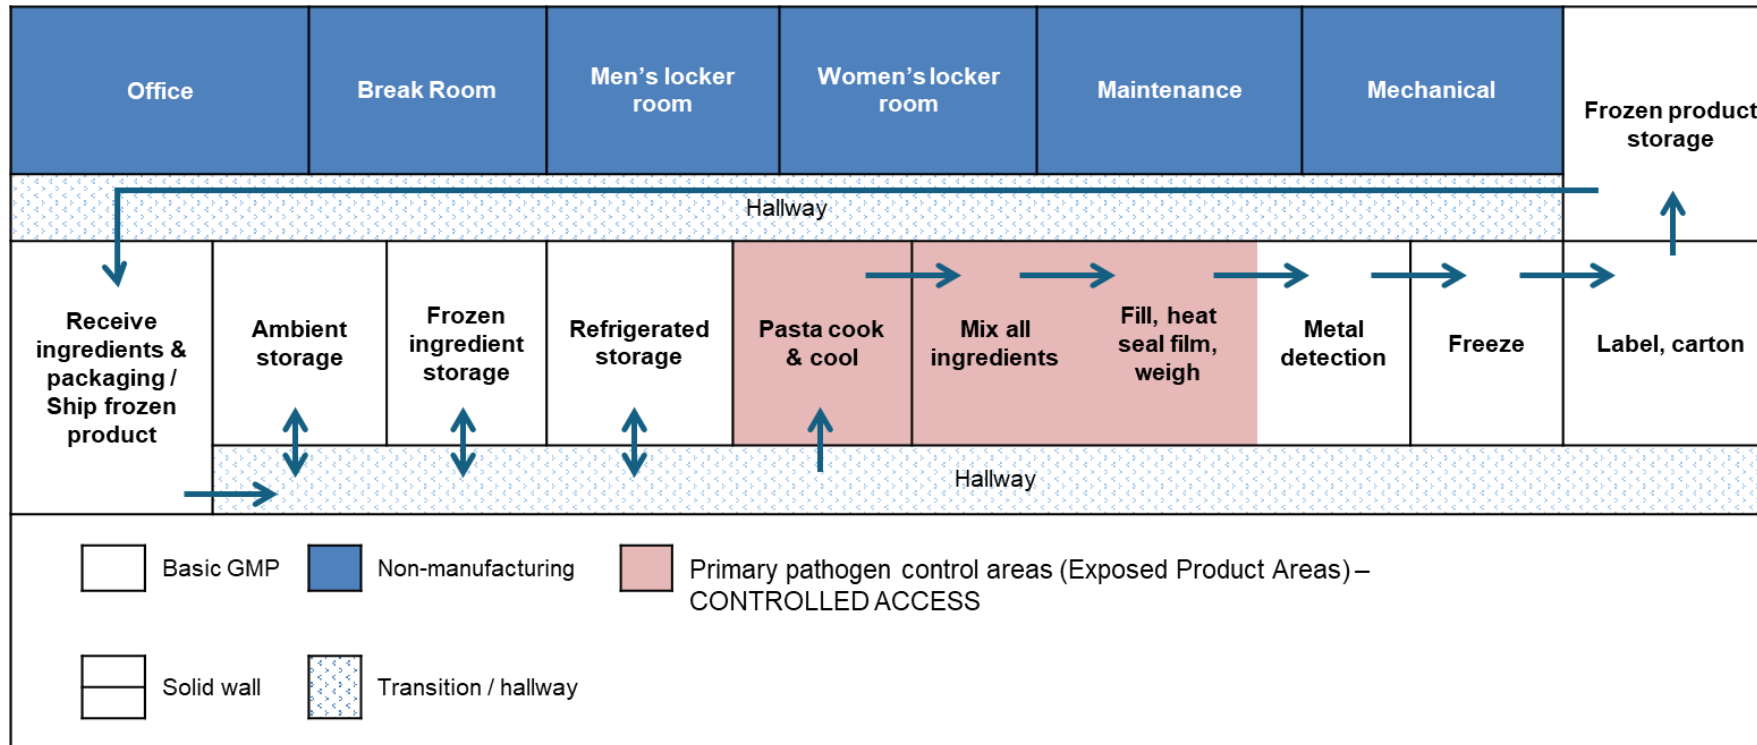 Office
Break Room
Men’s locker
room
Women’s locker
room
Maintenance
Mechanical
Frozen product
storage
Hallway
Receive
ingredients &
packaging /
Ship frozen
product
Ambient
storage
Frozen
ingredient
storage
Refrigerated
storage
Pasta cook
& cool
Mix all
ingredients
Fill, heat
seal film,
weigh
Metal
detection
Freeze
Label, carton
Hallway
Basic GMP
Non-manufacturing
Primary pathogen control areas (Exposed Product Areas) –
CONTROLLED ACCESS
Solid wall
Transition / hallway